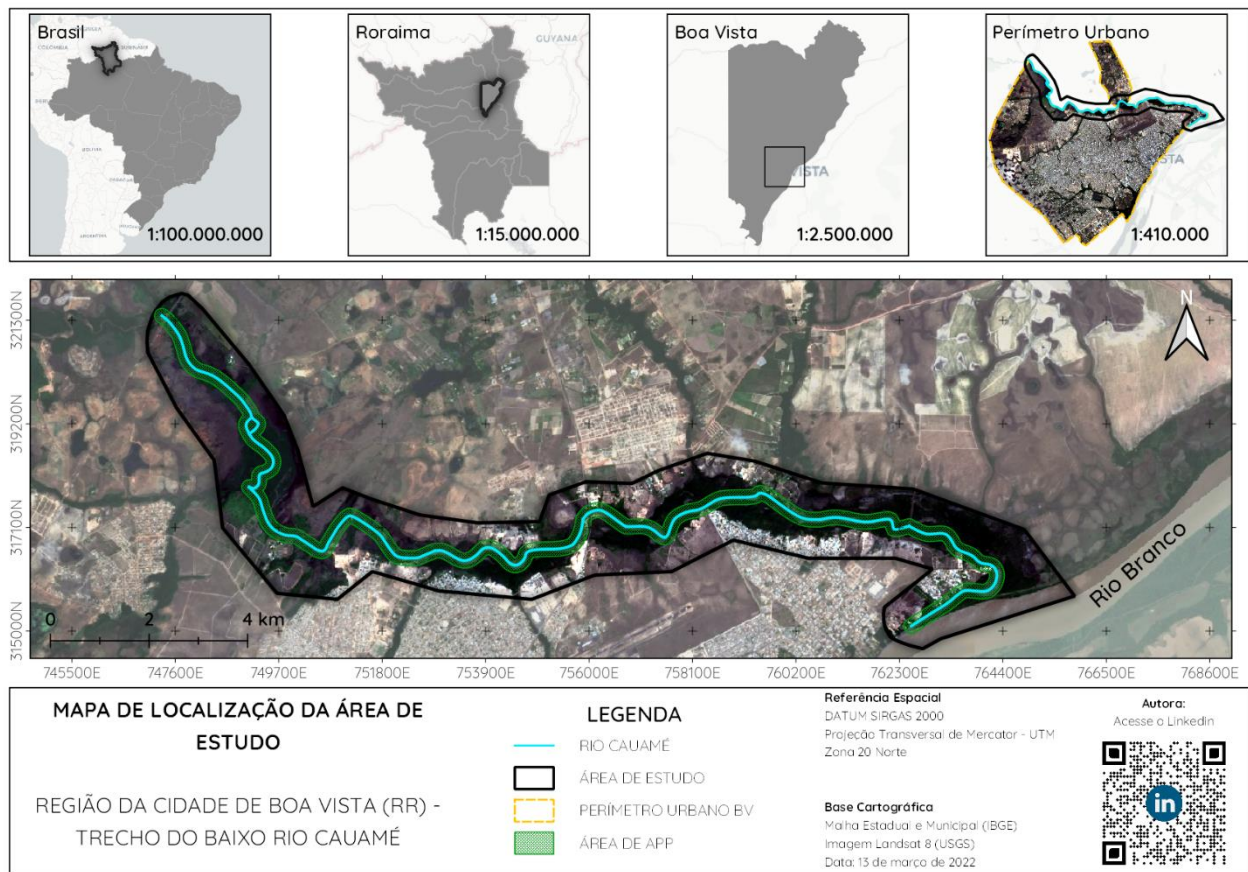 Brasil
COLÔMBIA
BOLIVIA
1:100.000.000
Roraima
GUYANA
1:15.000.000
Boa Vista
VISTA
1:2.500.000
Perímetro Urbano
VISTA
1:410.000
321300N
319200N
317100N
315000N
N
Rio Branco
0 2 4 km
745500E 747600E 749700E 751800E 753900E 756000E 758100E 760200E 762300E 764400E 766500E 768600E
MAPA DE LOCALIZAÇÃO DA ÁREA DE
ESTUDO
REGIÃO DA CIDADE DE BOA VISTA (RR) -
TRECHO DO BAIXO RIO CAUAMÉ
LEGENDA
RIO CAUAMÉ
ÁREA DE ESTUDO
PERÍMETRO URBANO BV
ÁREA DE APP
Referência Espacial
DATUM SIRGAS 2000
Projeção Transversal de Mercator - UTM
Zona 20 Norte
Base Cartográfica
Malha Estadual e Municipal (IBGE)
Imagem Landsat 8 (USGS)
Data: 13 de março de 2022
Autora:
Acesse o Linkedin
in